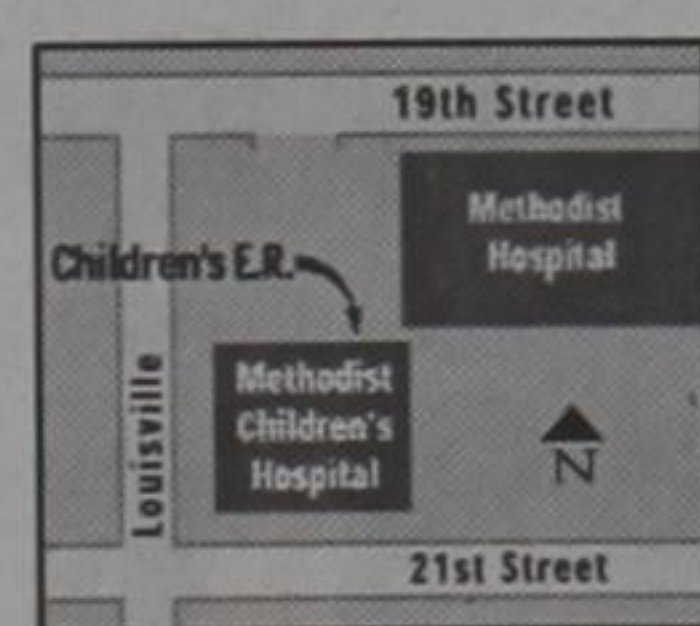 19th Street
Methodist
Hospital
Children's E.R.
Methodist
Children's
Hospital
Louisville
N
21st Street